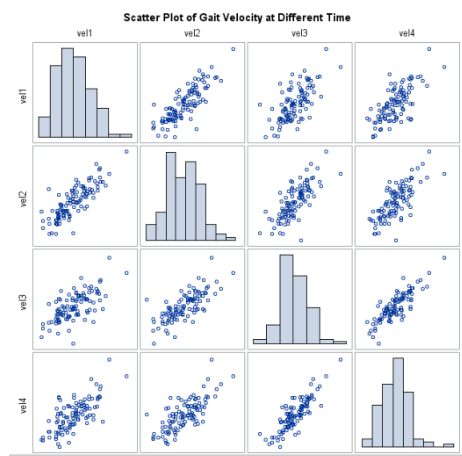 Scatter Plot of Gait Velocity at Different Time
vel1 vel2 vel3 vel4
vel1
vel2
vel3
vel4